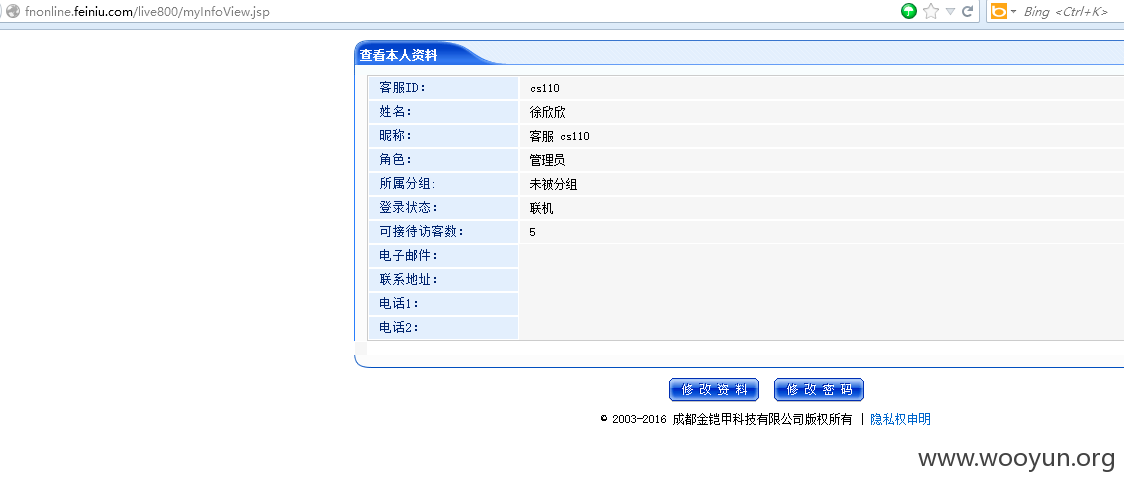 fnonline.feiniu.com/live800/myInfoView.jsp
Bing <Ctrl+K>
查看本人资料
客服ID: cs110
姓名: 徐欣欣
昵称: 客服 cs110
角色: 管理员
所属分组: 未被分组
登录状态: 联机
可接待访客数: 5
电子邮件:
联系地址:
电话1:
电话2:
修改资料 修改密码
© 2003-2016 成都金铠甲科技有限公司版权所有 | 隐私权申明
www.wooyun.org